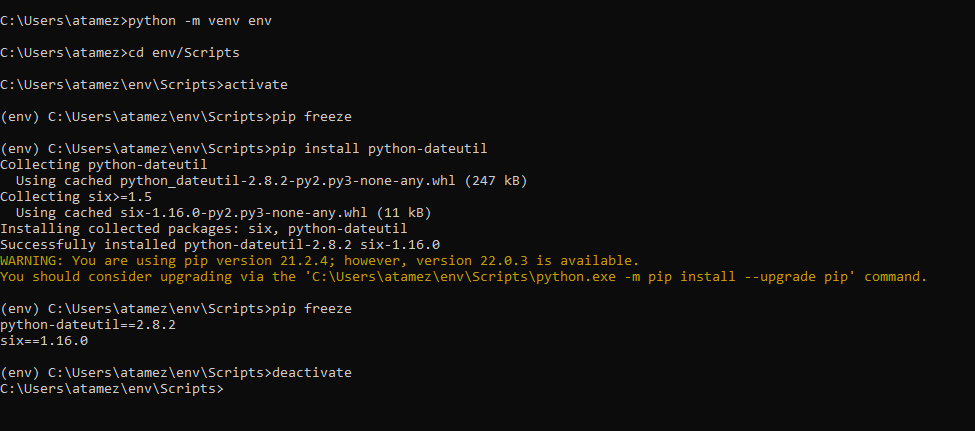 C:\Users\atamez>python -m venv env
C:\Users\atamez>cd env/Scripts
C:\Users\atamez\env\Scripts>activate
(env) C:\Users\atamez\env\Scripts>pip freeze
(env) C:\Users\atamez\env\Scripts>pip install python-dateutil
Collecting python-dateutil
  Using cached python_dateutil-2.8.2-py2.py3-none-any.whl (247 kB)
Collecting six>=1.5
  Using cached six-1.16.0-py2.py3-none-any.whl (11 kB)
Installing collected packages: six, python-dateutil
Successfully installed python-dateutil-2.8.2 six-1.16.0
WARNING: You are using pip version 21.2.4; however, version 22.0.3 is available.
You should consider upgrading via the 'C:\Users\atamez\env\Scripts\python.exe -m pip install --upgrade pip' command.
(env) C:\Users\atamez\env\Scripts>pip freeze
python-dateutil==2.8.2
six==1.16.0
(env) C:\Users\atamez\env\Scripts>deactivate
C:\Users\atamez\env\Scripts>